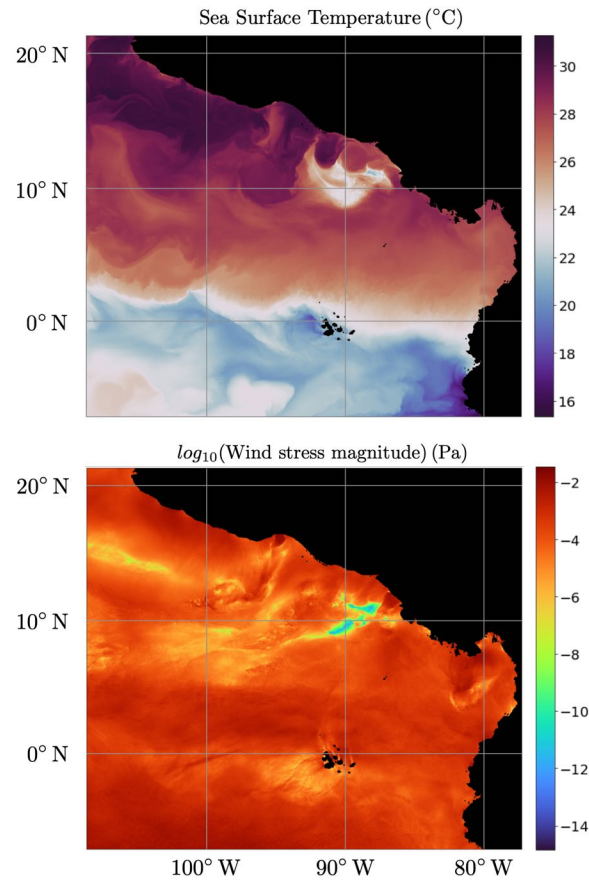 Sea Surface Temperature (°C)
20° N
10° N
0° N
30
28
26
24
22
20
18
16
log₁₀(Wind stress magnitude) (Pa)
20° N
10° N
0° N
−2
−4
−6
−8
−10
−12
−14
100° W 90° W 80° W